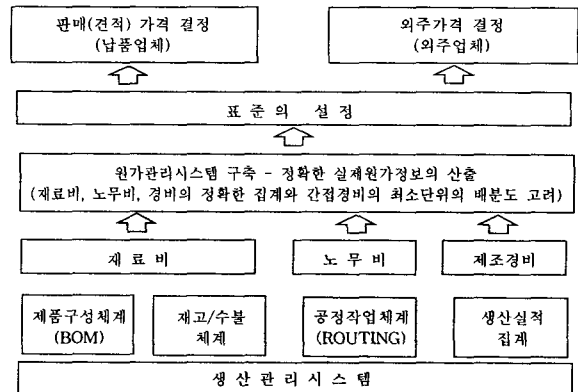 판매(견적) 가격 결정
(납품업체)
외주가격 결정
(외주업체)
표 준 의 설 정
원가관리시스템 구축 - 정확한 실제원가정보의 산출
(재료비, 노무비, 경비의 정확한 집계와 간접경비의 최소단위의 배분도 고려)
재 료 비
노 무 비
제조경비
제품구성체계
(BOM)
재고/수불
체계
공정작업체계
(ROUTING)
생산실적
집계
생 산 관 리 시 스 템